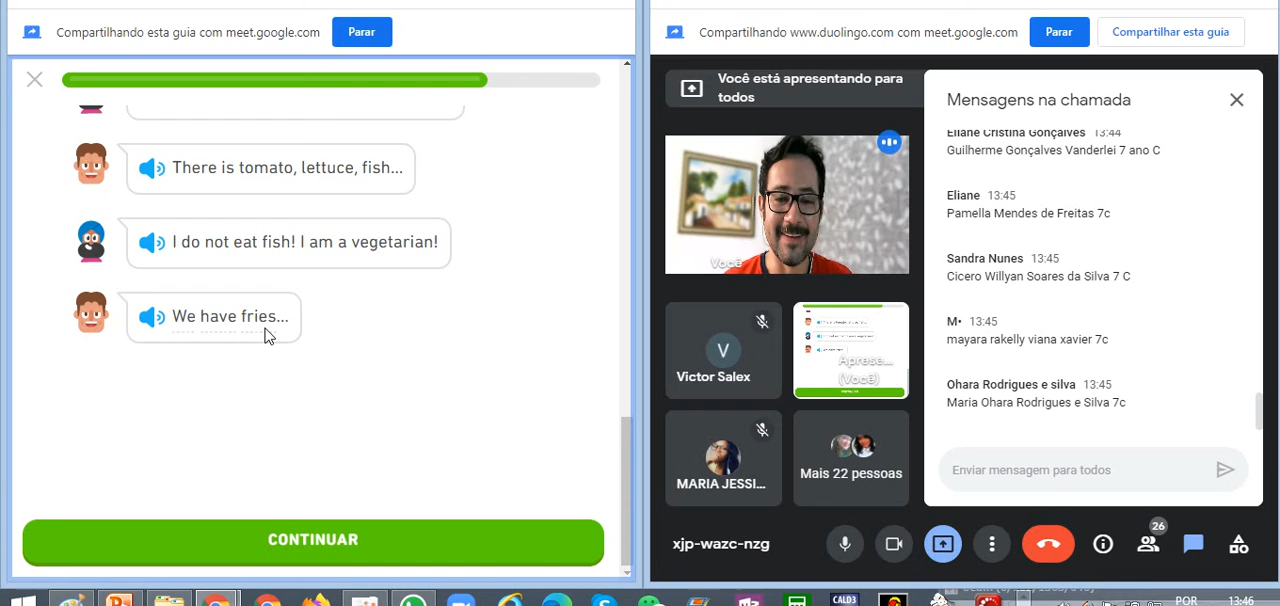 Compartilhando esta guia com meet.google.com
Parar
There is tomato, lettuce, fish...
I do not eat fish! I am a vegetarian!
We have fries...
CONTINUAR
Compartilhando www.duolingo.com com meet.google.com
Parar
Compartilhar esta guia
Você está apresentando para
todos
Você
V
Victor Salex
Aprese...
(Você)
MARIA JESSI...
Mais 22 pessoas
Mensagens na chamada
Eliane Cristina Gonçalves 13:44
Guilherme Gonçalves Vanderlei 7 ano C
Eliane 13:45
Pamella Mendes de Freitas 7c
Sandra Nunes 13:45
Cicero Willyan Soares da Silva 7 C
M• 13:45
mayara rakelly viana xavier 7c
Ohara Rodrigues e silva 13:45
Maria Ohara Rodrigues e Silva 7c
Enviar mensagem para todos
xjp-wazc-nzg
26
CALD3
POR
13:46